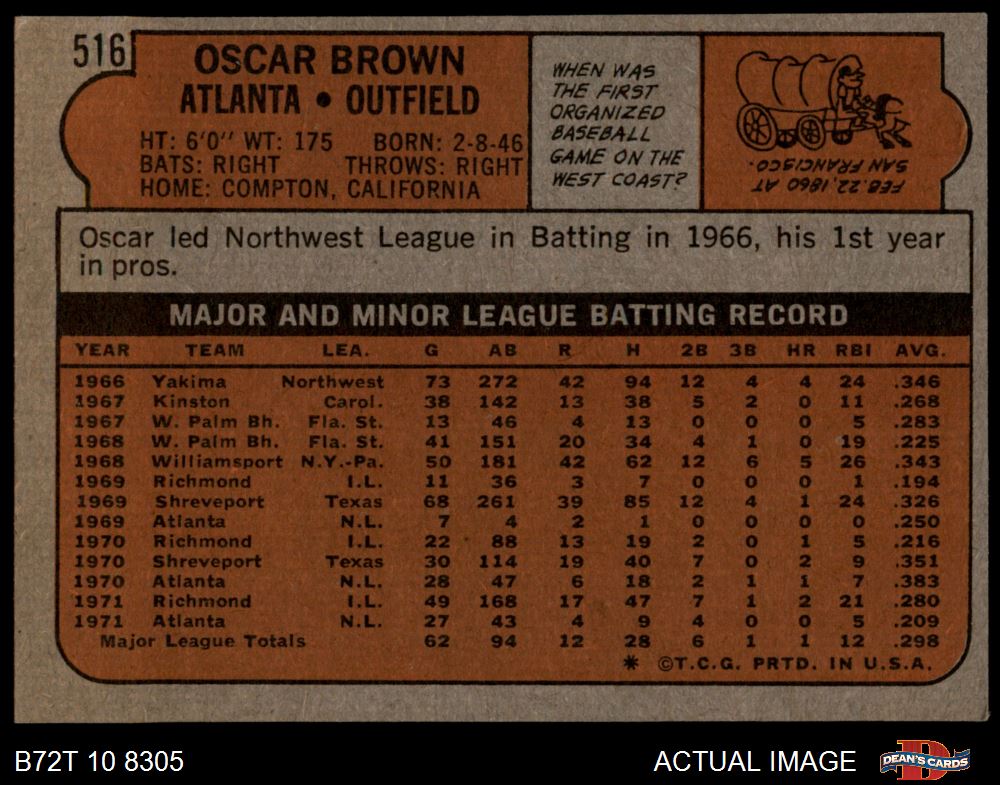 516
OSCAR BROWN
ATLANTA • OUTFIELD
HT: 6'0" WT: 175 BORN: 2-8-46
BATS: RIGHT THROWS: RIGHT
HOME: COMPTON, CALIFORNIA
WHEN WAS
THE FIRST
ORGANIZED
BASEBALL
GAME ON THE
WEST COAST?
FEB. 22, 1860 AT
SAN FRANCISCO.
Oscar led Northwest League in Batting in 1966, his 1st year
in pros.
MAJOR AND MINOR LEAGUE BATTING RECORD
YEAR TEAM LEA. G AB R H 2B 3B HR RBI AVG.
1966 Yakima Northwest 73 272 42 94 12 4 4 24 .346
1967 Kinston Carol. 38 142 13 38 5 2 0 11 .268
1967 W. Palm Bh. Fla. St. 13 46 4 13 0 0 0 5 .283
1968 W. Palm Bh. Fla. St. 41 151 20 34 4 1 0 19 .225
1968 Williamsport N.Y.-Pa. 50 181 42 62 12 6 5 26 .343
1969 Richmond I.L. 11 36 3 7 0 0 0 1 .194
1969 Shreveport Texas 68 261 39 85 12 4 1 24 .326
1969 Atlanta N.L. 7 4 2 1 0 0 0 0 .250
1970 Richmond I.L. 22 88 13 19 2 0 1 5 .216
1970 Shreveport Texas 30 114 19 40 7 0 2 9 .351
1970 Atlanta N.L. 28 47 6 18 2 1 1 7 .383
1971 Richmond I.L. 49 168 17 47 7 1 2 21 .280
1971 Atlanta N.L. 27 43 4 9 4 0 0 5 .209
Major League Totals 62 94 12 28 6 1 1 12 .298
* ©T.C.G. PRTD. IN U.S.A.
B72T 10 8305
ACTUAL IMAGE
D
DEAN'S CARDS